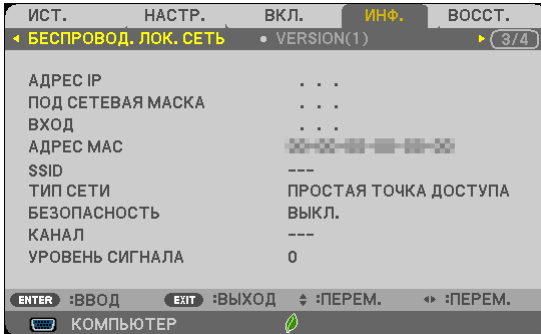 ИСТ. НАСТР. ВКЛ. ИНФ. ВОССТ.
БЕСПРОВОД. ЛОК. СЕТЬ VERSION(1) 3/4
АДРЕС IP . . .
ПОД СЕТЕВАЯ МАСКА . . .
ВХОД . . .
АДРЕС MAC
SSID ---
ТИП СЕТИ ПРОСТАЯ ТОЧКА ДОСТУПА
БЕЗОПАСНОСТЬ ВЫКЛ.
КАНАЛ ---
УРОВЕНЬ СИГНАЛА 0
ENTER :ВВОД EXIT :ВЫХОД :ПЕРЕМ. :ПЕРЕМ.
КОМПЬЮТЕР